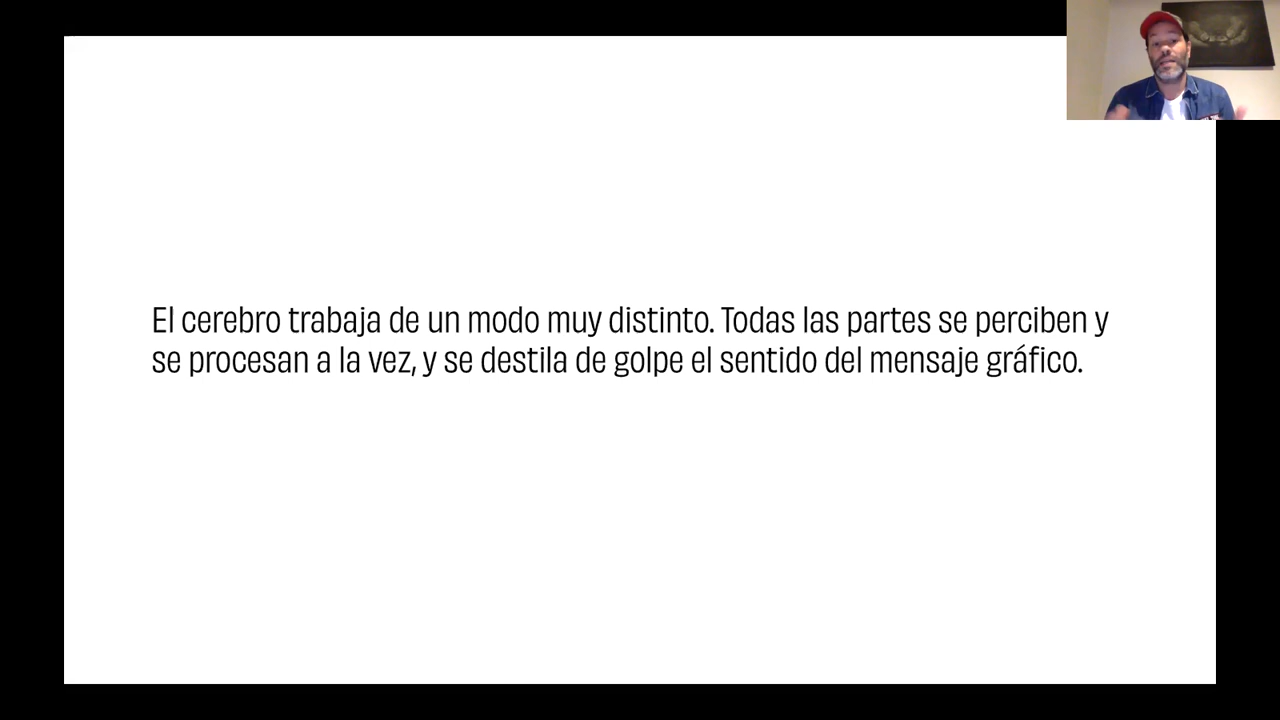 El cerebro trabaja de un modo muy distinto. Todas las partes se perciben y
se procesan a la vez, y se destila de golpe el sentido del mensaje gráfico.